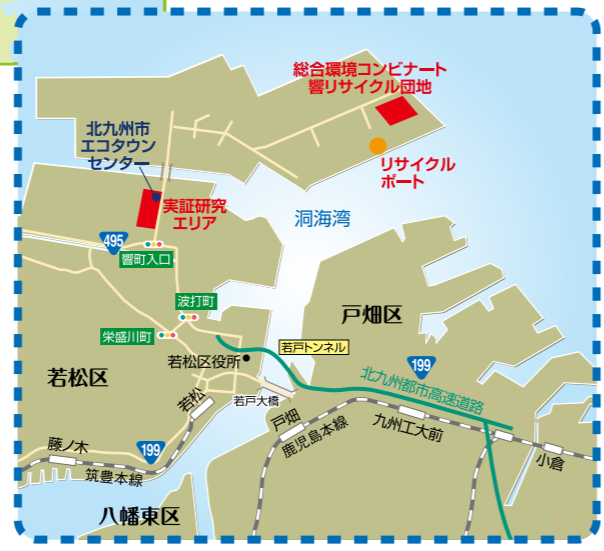 総合環境コンビナート
響リサイクル団地
北九州市
エコタウン
センター
リサイクル
ポート
実証研究
エリア
洞海湾
495
響町入口
波打町
戸畑区
栄盛川町
若戸トンネル
若松区役所
199
若松区
北九州都市高速道路
若松
若戸大橋
戸畑
鹿児島本線
九州工大前
藤ノ木
199
筑豊本線
小倉
八幡東区